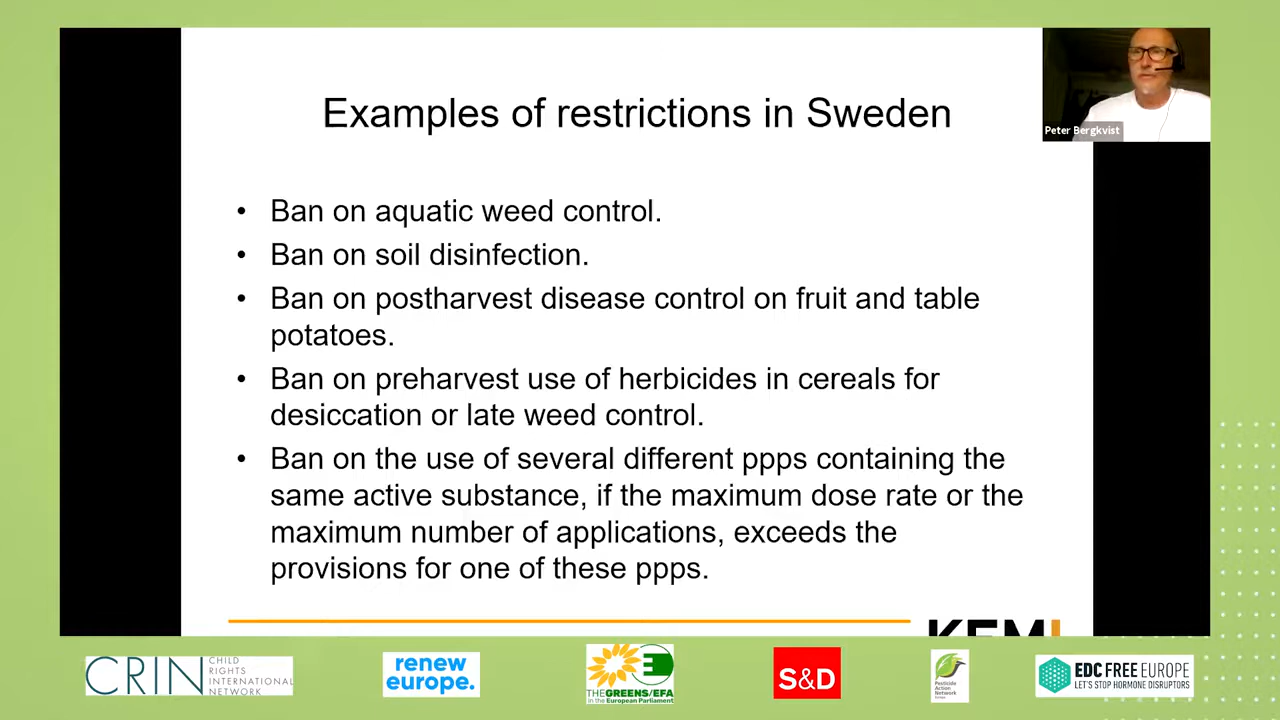 Examples of restrictions in Sweden
Peter Bergkvist
• Ban on aquatic weed control.
• Ban on soil disinfection.
• Ban on postharvest disease control on fruit and table
potatoes.
• Ban on preharvest use of herbicides in cereals for
desiccation or late weed control.
• Ban on the use of several different ppps containing the
same active substance, if the maximum dose rate or the
maximum number of applications, exceeds the
provisions for one of these ppps.
KEMI
CRIN
CHILD
RIGHTS
INTERNATIONAL
NETWORK
renew
europe.
THE GREENS/EFA
in the European Parliament
S&D
Pesticide
Action
Network
EDC FREE EUROPE
LET'S STOP HORMONE DISRUPTORS